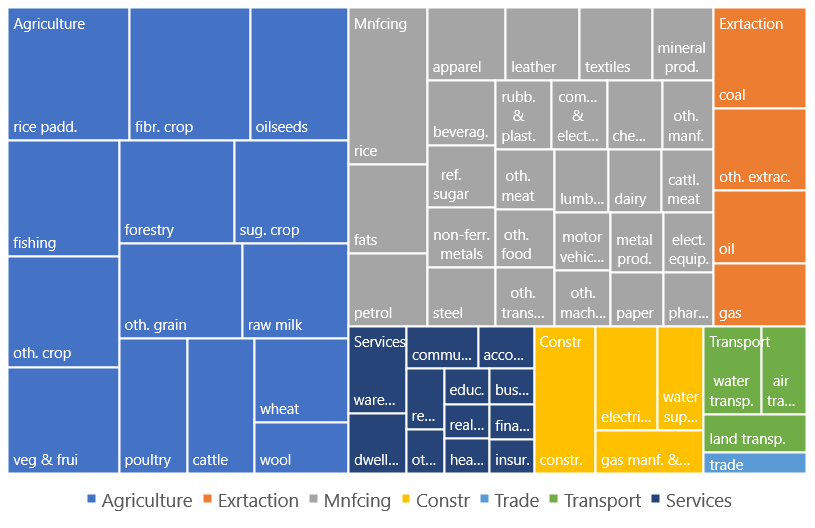 Agriculture
rice padd.
fibr. crop
oilseeds
fishing
forestry
sug. crop
oth. crop
oth. grain
raw milk
veg & frui
poultry
cattle
wheat
wool
Mnfcing
rice
fats
petrol
apparel
leather
textiles
mineral
prod.
beverag.
rubb.
&
plast.
com...
&
elect...
che...
oth.
manf.
ref.
sugar
oth.
meat
lumb...
dairy
cattl.
meat
non-ferr.
metals
oth.
food
motor
vehic...
metal
prod.
elect.
equip.
steel
oth.
trans...
oth.
mach...
paper
phar...
Exrtaction
coal
oth. extrac.
oil
gas
Services
ware...
dwell...
commu...
acco...
re...
educ.
bus...
real...
fina...
ot...
hea...
insur.
Constr
constr.
electri...
water
sup...
gas manf. &...
Transport
water
transp.
air
tra...
land transp.
trade
Agriculture Exrtaction Mnfcing Constr Trade Transport Services